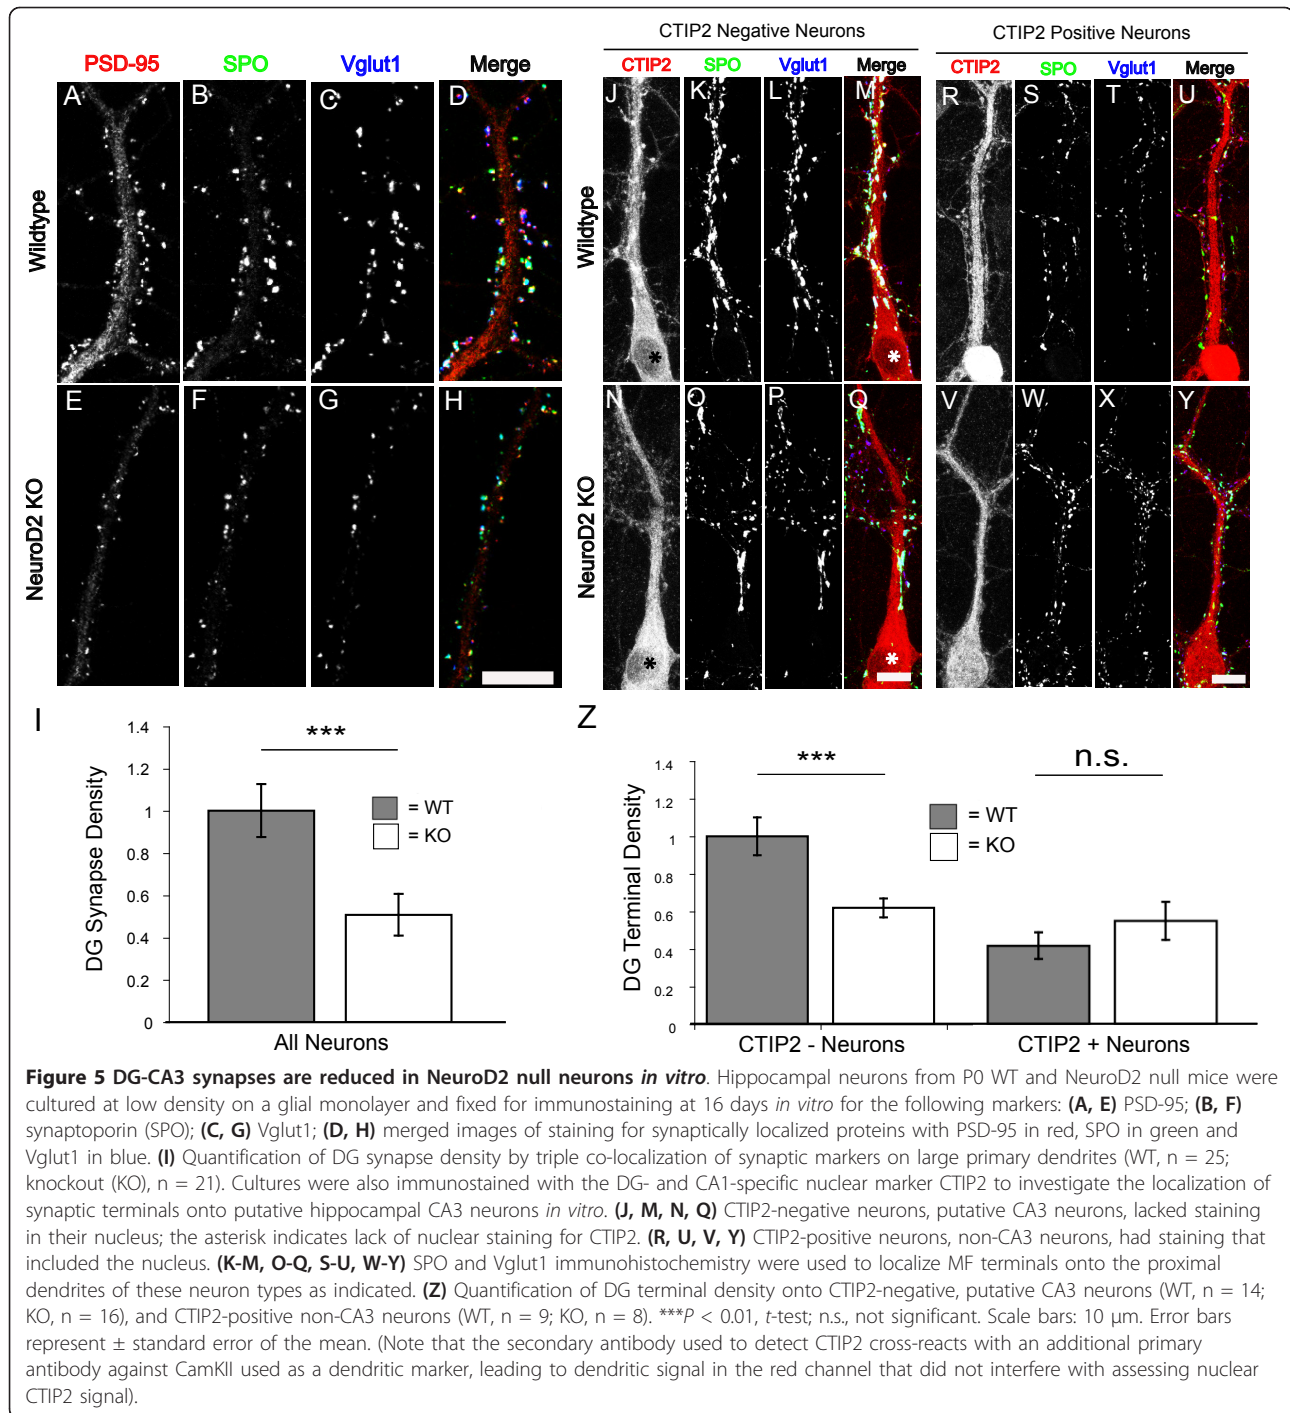 CTIP2 Negative Neurons
CTIP2 Positive Neurons
PSD-95 SPO Vglut1 Merge
CTIP2 SPO Vglut1 Merge
CTIP2 SPO Vglut1 Merge
Wildtype
A B C D
Wildtype
J K L M
R S T U
NeuroD2 KO
E F G H
NeuroD2 KO
N O P Q
V W X Y
*
*
*
*
I
DG Synapse Density
1.4
1.2
1
0.8
0.6
0.4
0.2
0
***
= WT
= KO
All Neurons
Z
DG Terminal Density
1.4
1.2
1
0.8
0.6
0.4
0.2
0
***
n.s.
= WT
= KO
CTIP2 - Neurons
CTIP2 + Neurons
Figure 5 DG-CA3 synapses are reduced in NeuroD2 null neurons in vitro. Hippocampal neurons from P0 WT and NeuroD2 null mice were
cultured at low density on a glial monolayer and fixed for immunostaining at 16 days in vitro for the following markers: (A, E) PSD-95; (B, F)
synaptoporin (SPO); (C, G) Vglut1; (D, H) merged images of staining for synaptically localized proteins with PSD-95 in red, SPO in green and
Vglut1 in blue. (I) Quantification of DG synapse density by triple co-localization of synaptic markers on large primary dendrites (WT, n = 25;
knockout (KO), n = 21). Cultures were also immunostained with the DG- and CA1-specific nuclear marker CTIP2 to investigate the localization of
synaptic terminals onto putative hippocampal CA3 neurons in vitro. (J, M, N, Q) CTIP2-negative neurons, putative CA3 neurons, lacked staining
in their nucleus; the asterisk indicates lack of nuclear staining for CTIP2. (R, U, V, Y) CTIP2-positive neurons, non-CA3 neurons, had staining that
included the nucleus. (K-M, O-Q, S-U, W-Y) SPO and Vglut1 immunohistochemistry were used to localize MF terminals onto the proximal
dendrites of these neuron types as indicated. (Z) Quantification of DG terminal density onto CTIP2-negative, putative CA3 neurons (WT, n = 14;
KO, n = 16), and CTIP2-positive non-CA3 neurons (WT, n = 9; KO, n = 8). ***P < 0.01, t-test; n.s., not significant. Scale bars: 10 μm. Error bars
represent ± standard error of the mean. (Note that the secondary antibody used to detect CTIP2 cross-reacts with an additional primary
antibody against CamKII used as a dendritic marker, leading to dendritic signal in the red channel that did not interfere with assessing nuclear
CTIP2 signal).